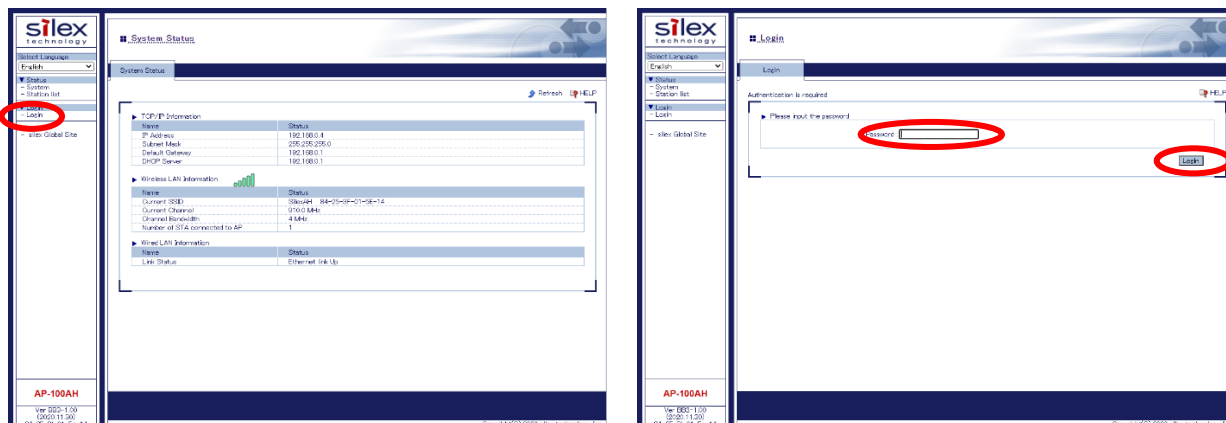 silex
technology
System Status
Select Language
English
▼ Status
- System
- Station list
▼ Login
- Login
- silex Global Site
System Status
Refresh HELP
▶ TCP/IP Information
Name Status
IP Address 192.168.0.4
Subnet Mask 255.255.255.0
Default Gateway 192.168.0.1
DHCP Server 192.168.0.1
▶ Wireless LAN Information
Name Status
Current SSID SilexAH 84-25-3F-01-5E-14
Current Channel 910.0 MHz
Channel Bandwidth 4 MHz
Number of STA connected to AP 1
▶ Wired LAN Information
Name Status
Link Status Ethernet link Up
AP-100AH
(2020.11.30)
silex
technology
Login
Select Language
English
▼ Status
- System
- Station list
▼ Login
- Login
- silex Global Site
Login
Authentication is required HELP
▶ Please input the password
Password
Login
AP-100AH
(2020.11.30)